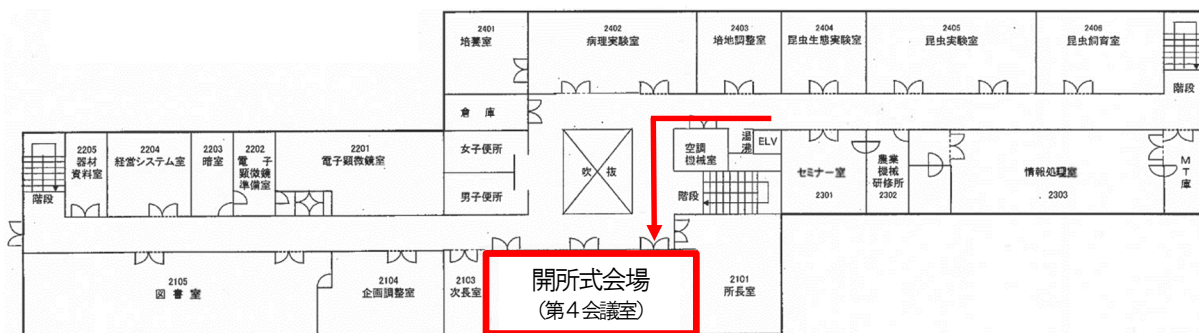 2401
培養室
2402
病理実験室
2403
培地調整室
2404
昆虫生態実験室
2405
昆虫実験室
2406
昆虫飼育室
階段
倉庫
女子便所
男子便所
吹抜
空調
機械室
湯沸
ELV
階段
セミナー室
2301
農業
機械
研修所
2302
情報処理室
2303
MT庫
階段
2205
器材
資料室
2204
経営システム室
2203
暗室
2202
電子
顕微鏡
準備室
2201
電子顕微鏡室
2105
図書室
2104
企画調整室
2103
次長室
開所式会場
（第４会議室）
2101
所長室